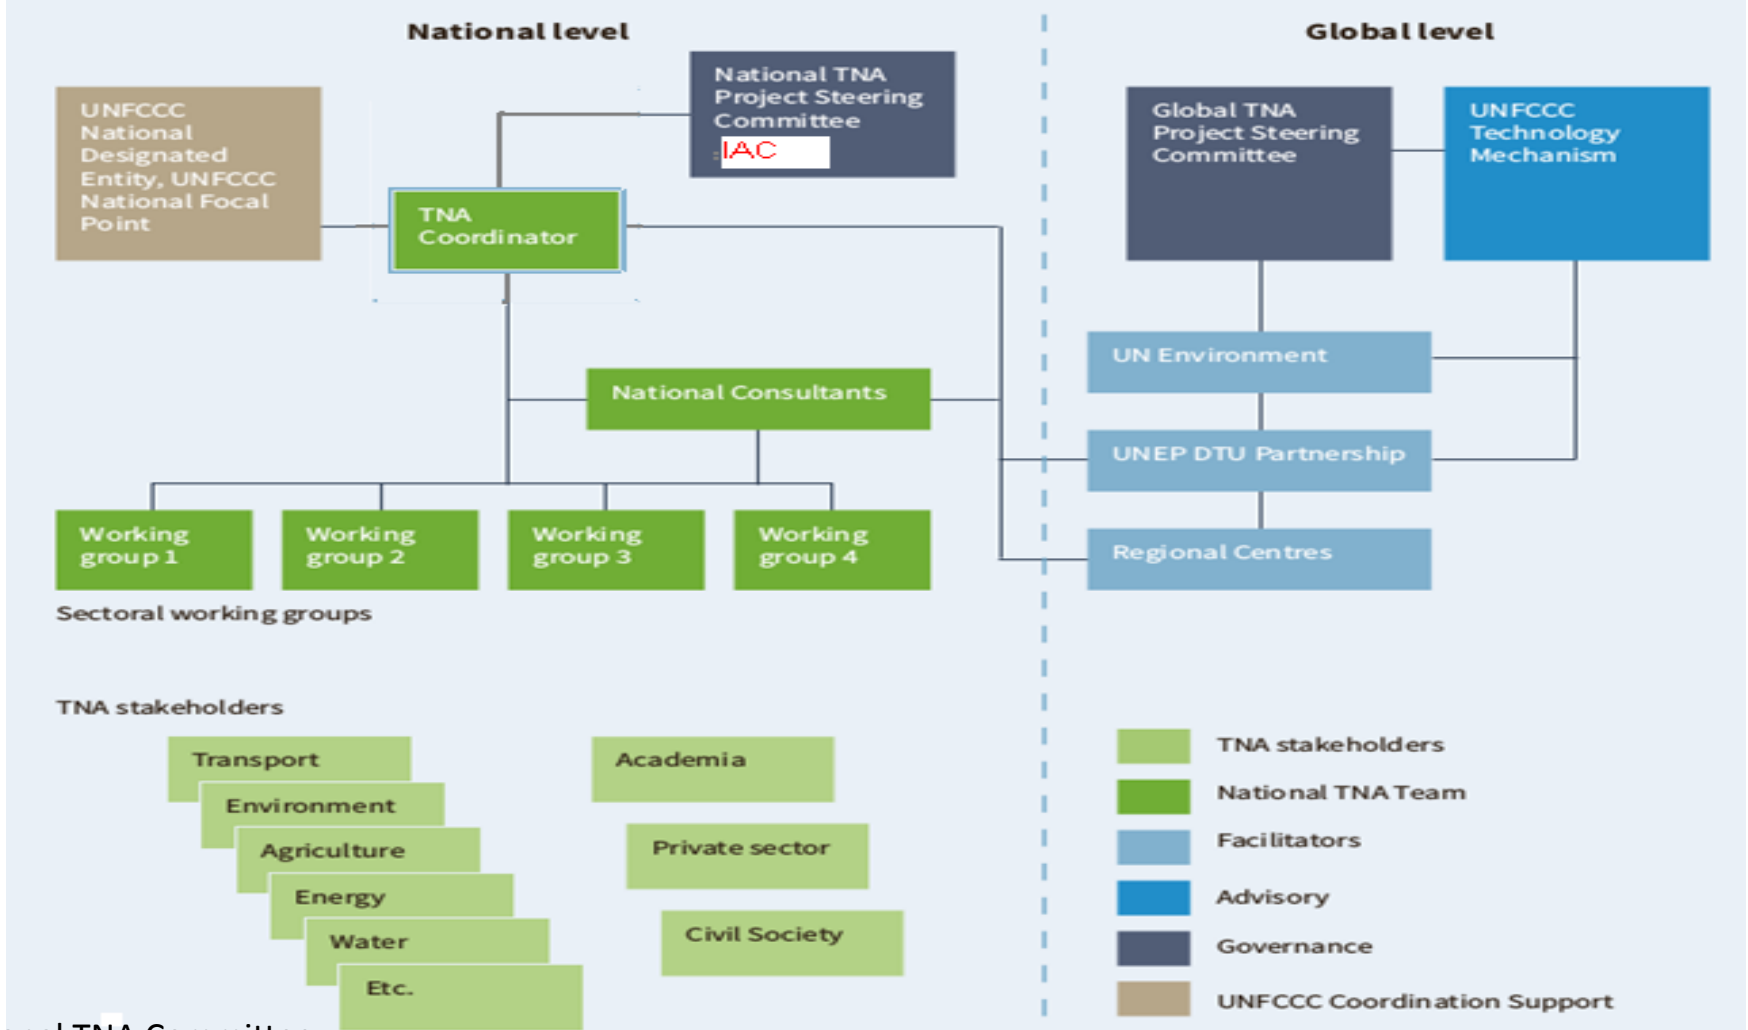 National level
Global level
UNFCCC
National
Designated
Entity, UNFCCC
National Focal
Point
National TNA
Project Steering
Committee
IAC
TNA
Coordinator
Global TNA
Project Steering
Committee
UNFCCC
Technology
Mechanism
National Consultants
UN Environment
UNEP DTU Partnership
Regional Centres
Working
group 1
Working
group 2
Working
group 3
Working
group 4
Sectoral working groups
TNA stakeholders
Transport
Environment
Agriculture
Energy
Water
Etc.
Academia
Private sector
Civil Society
TNA stakeholders
National TNA Team
Facilitators
Advisory
Governance
UNFCCC Coordination Support
TNA Committee